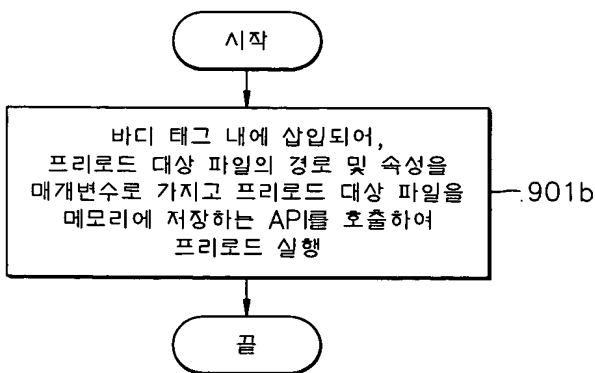 시작
바디 태그 내에 삽입되어,
프리로드 대상 파일의 경로 및 속성을
매개변수로 가지고 프리로드 대상 파일을
메모리에 저장하는 API를 호출하여
프리로드 실행
901b
끝